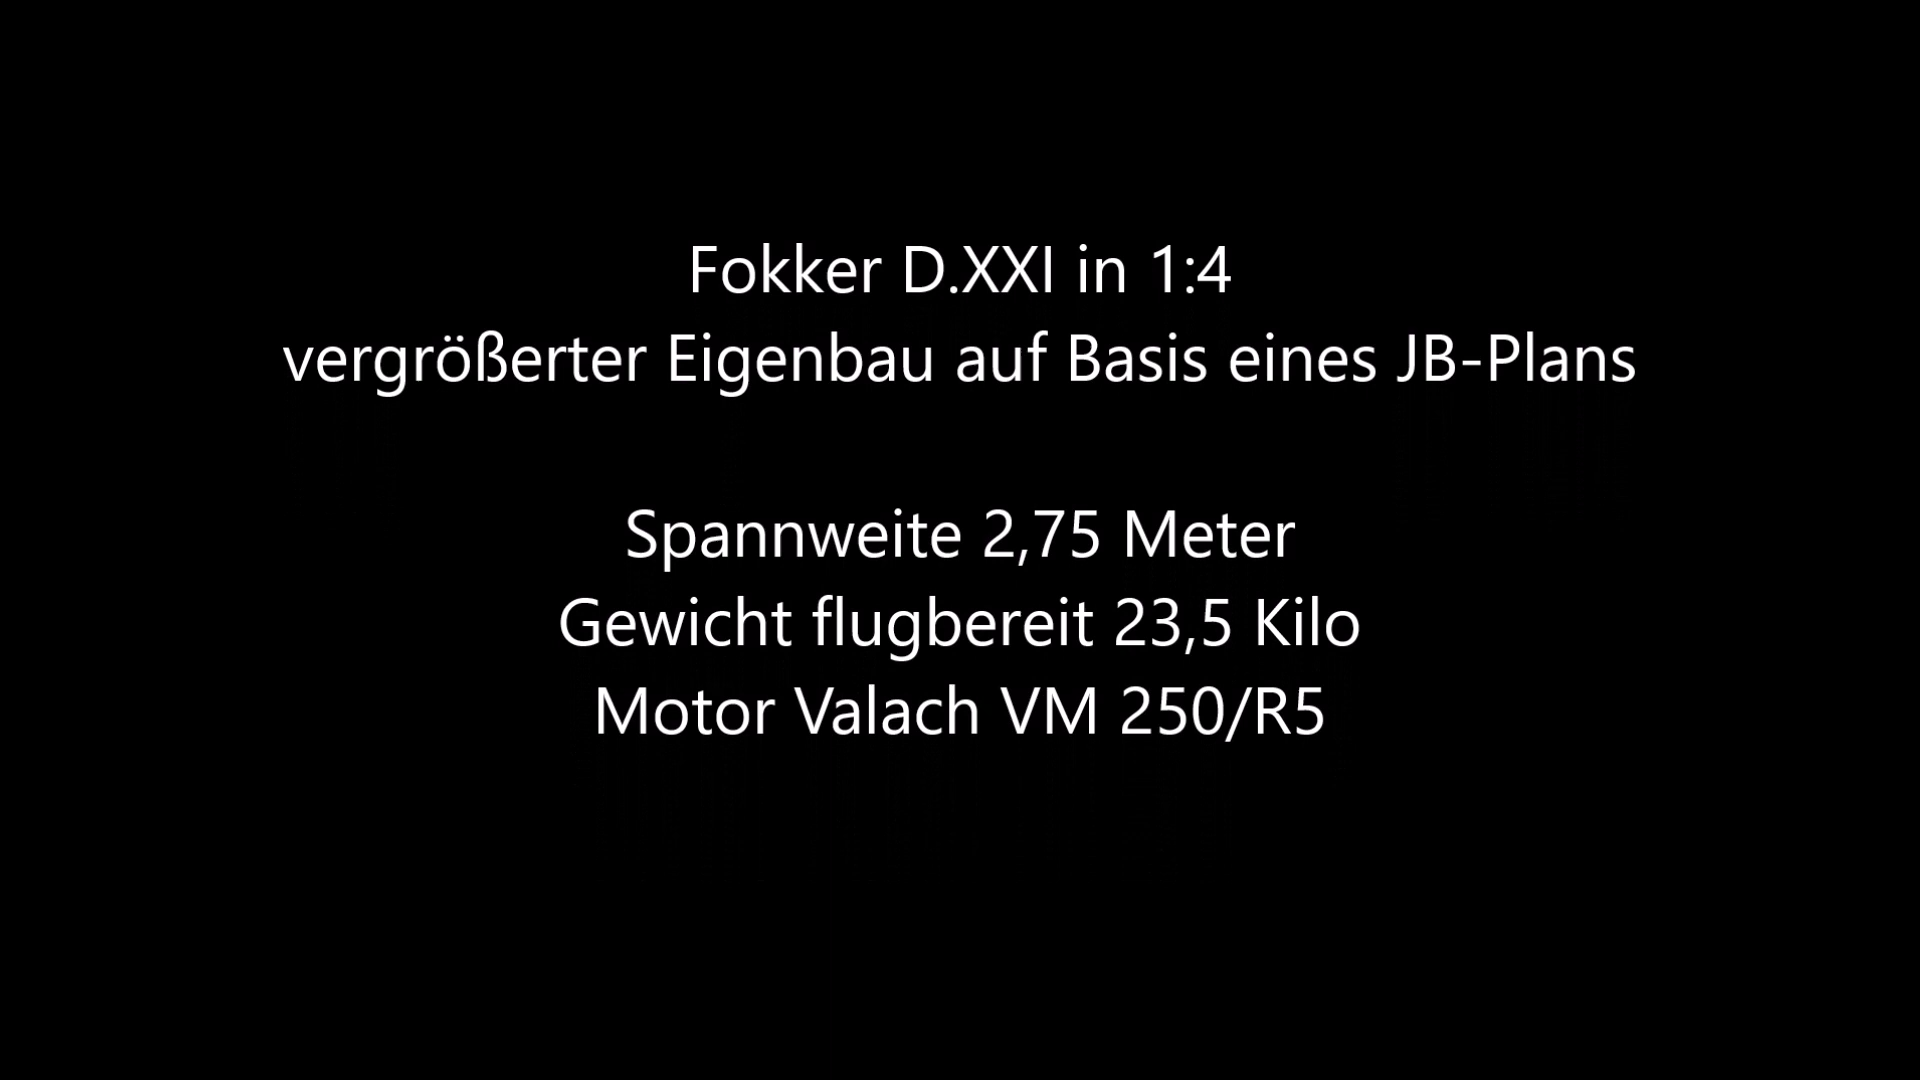 Fokker D.XXI in 1:4
vergrößerter Eigenbau auf Basis eines JB-Plans
Spannweite 2,75 Meter
Gewicht flugbereit 23,5 Kilo
Motor Valach VM 250/R5